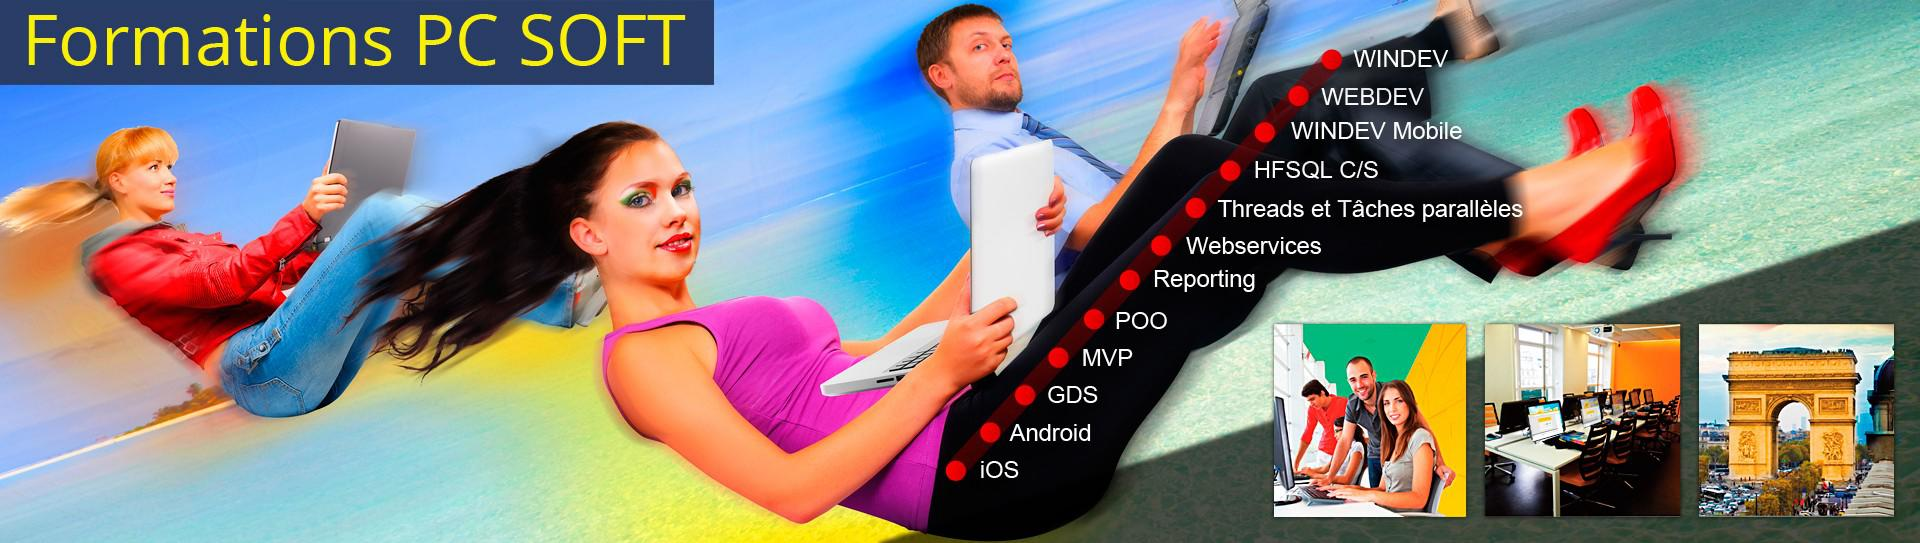 Formations PC SOFT
WINDEV
WEBDEV
WINDEV Mobile
HFSQL C/S
Threads et Tâches parallèles
Webservices
Reporting
POO
MVP
GDS
Android
iOS